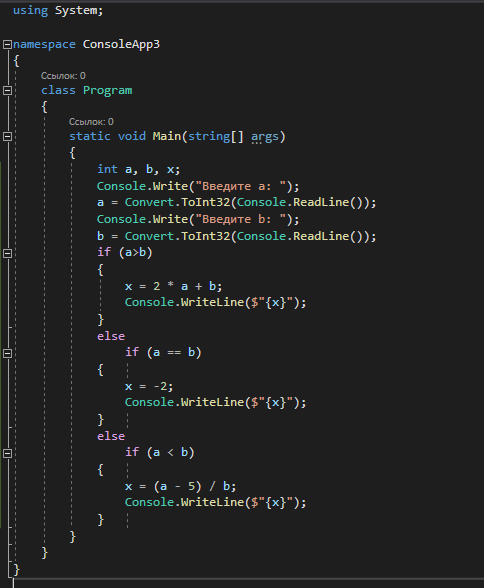 using System;
namespace ConsoleApp3
{
Ссылок: 0
class Program
{
Ссылок: 0
static void Main(string[] args)
{
int a, b, x;
Console.Write("Введите a: ");
a = Convert.ToInt32(Console.ReadLine());
Console.Write("Введите b: ");
b = Convert.ToInt32(Console.ReadLine());
if (a>b)
{
x = 2 * a + b;
Console.WriteLine($"{x}");
}
else
if (a == b)
{
x = -2;
Console.WriteLine($"{x}");
}
else
if (a < b)
{
x = (a - 5) / b;
Console.WriteLine($"{x}");
}
}
}
}